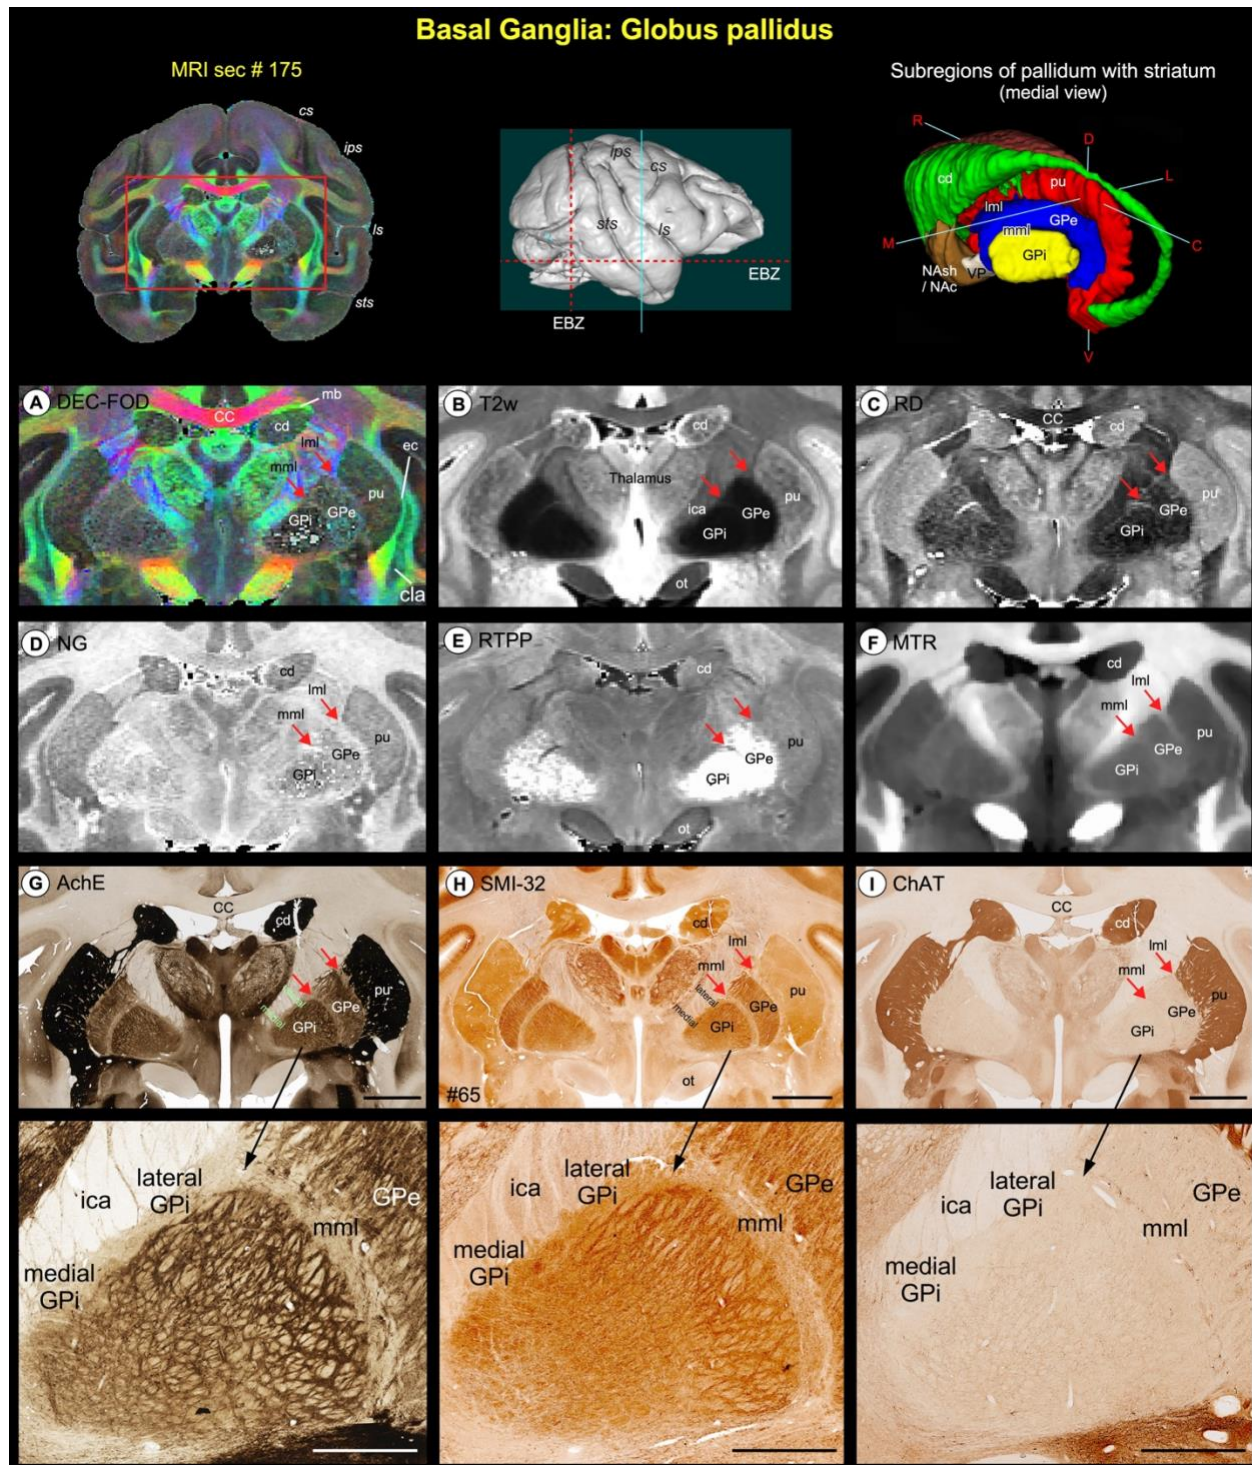 Basal Ganglia: Globus pallidus
MRI sec # 175
cs
ips
ls
sts
ips
cs
sts
ls
EBZ
EBZ
Subregions of pallidum with striatum
(medial view)
R
D
cd
pu
L
lml
GPe
M
mml
C
GPi
NAsh
/ NAc
VP
V
A DEC-FOD
mb
CC
cd
lml
ec
mml
pu
GPi
GPe
cla
B T2w
cd
Thalamus
pu
ica
GPe
GPi
ot
C RD
CC
cd
pu
GPe
GPi
D NG
cd
lml
mml
pu
GPe
GPi
E RTPP
cd
pu
GPe
GPi
ot
F MTR
cd
lml
mml
GPe
pu
GPi
G AchE
CC
cd
pu
lateral
GPe
medial
GPi
H SMI-32
cd
lml
mml
lateral
pu
GPe
medial
GPi
ot
#65
I ChAT
CC
cd
lml
mml
pu
GPe
GPi
lateral
GPi
ica
GPe
mml
medial
GPi
lateral
GPi
ica
GPe
mml
medial
GPi
lateral
GPi
ica
GPe
mml
medial
GPi